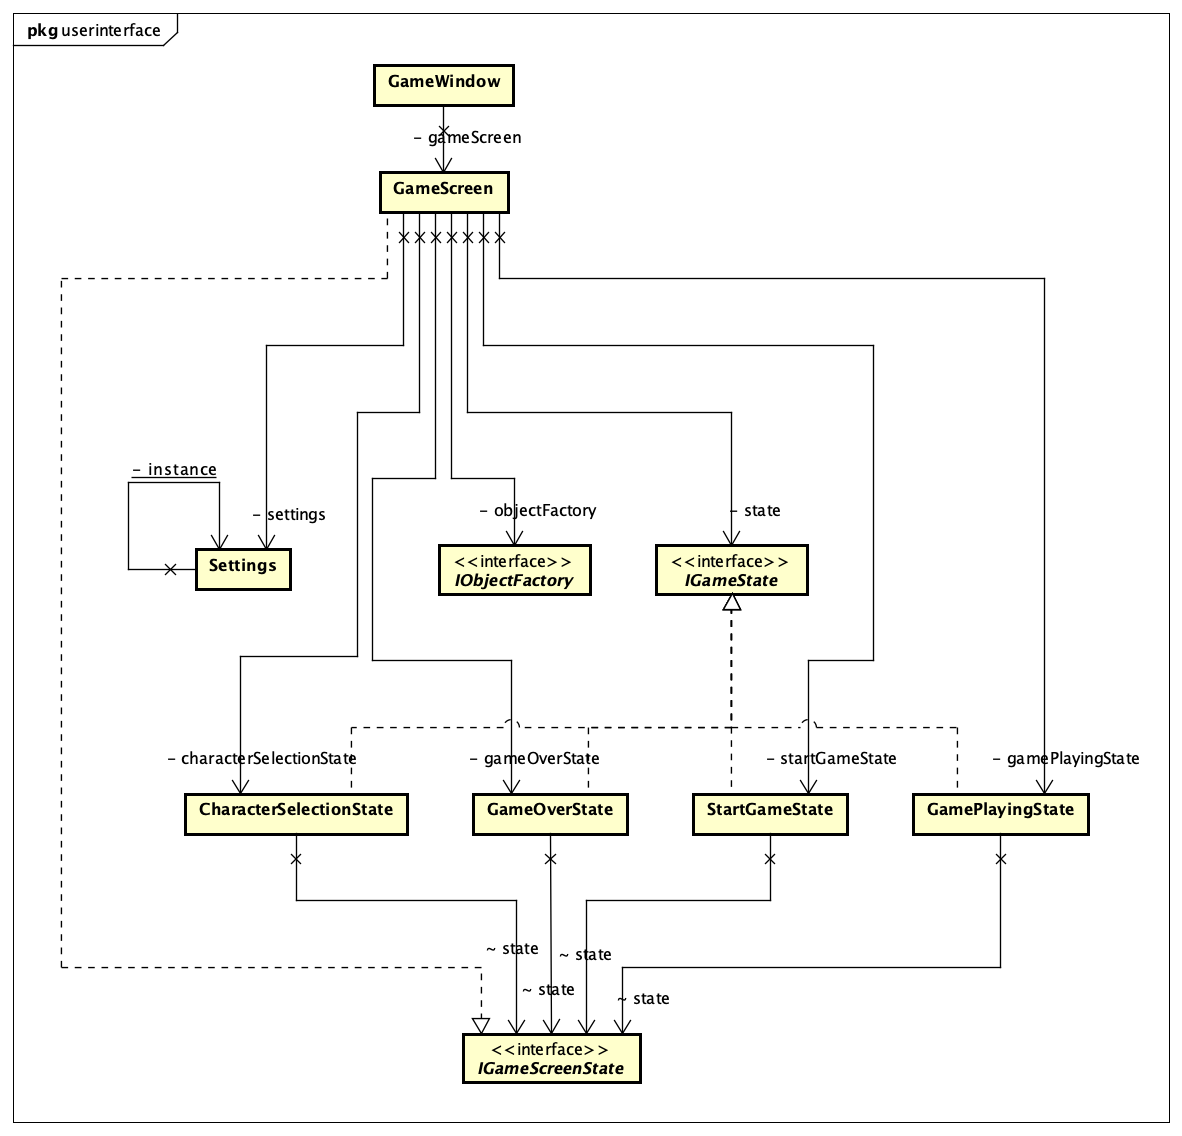 pkg userinterface
GameWindow
- gameScreen
GameScreen
- instance
- settings
- objectFactory
- state
Settings
<<interface>>
IObjectFactory
<<interface>>
IGameState
- characterSelectionState
- gameOverState
- startGameState
- gamePlayingState
CharacterSelectionState
GameOverState
StartGameState
GamePlayingState
~ state
~ state
~ state
~ state
<<interface>>
IGameScreenState